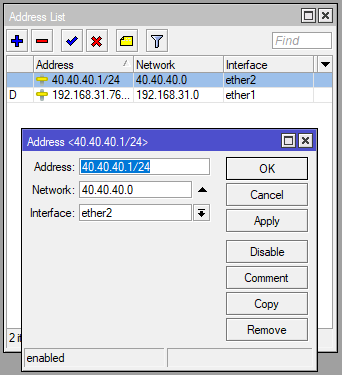 Address List
Find
Address Network Interface
40.40.40.1/24 40.40.40.0 ether2
D 192.168.31.76... 192.168.31.0 ether1
Address <40.40.40.1/24>
Address: 40.40.40.1/24 OK
Network: 40.40.40.0 Cancel
Interface: ether2 Apply
Disable
Comment
Copy
Remove
enabled